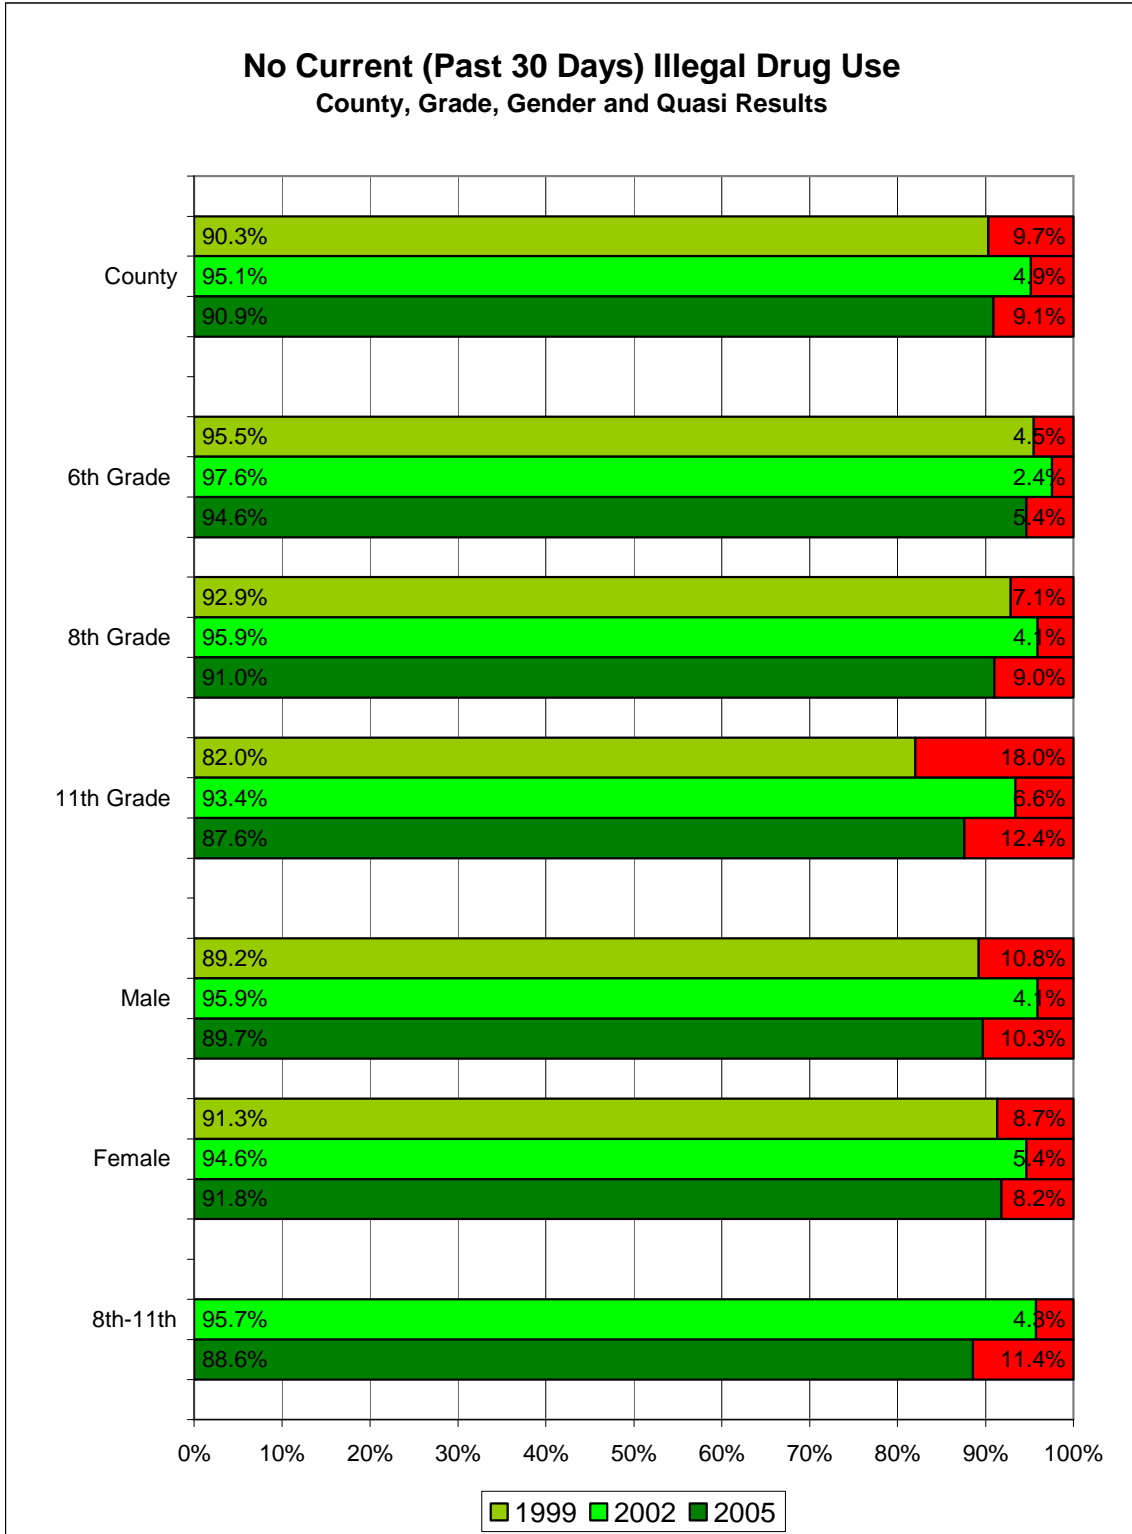 No Current (Past 30 Days) Illegal Drug Use
County, Grade, Gender and Quasi Results
90.3% 9.7%
County 95.1% 4.9%
90.9% 9.1%
95.5% 4.5%
6th Grade 97.6% 2.4%
94.6% 5.4%
92.9% 7.1%
8th Grade 95.9% 4.1%
91.0% 9.0%
82.0% 18.0%
11th Grade 93.4% 6.6%
87.6% 12.4%
89.2% 10.8%
Male 95.9% 4.1%
89.7% 10.3%
91.3% 8.7%
Female 94.6% 5.4%
91.8% 8.2%
8th-11th 95.7% 4.3%
88.6% 11.4%
0% 10% 20% 30% 40% 50% 60% 70% 80% 90% 100%
1999 2002 2005